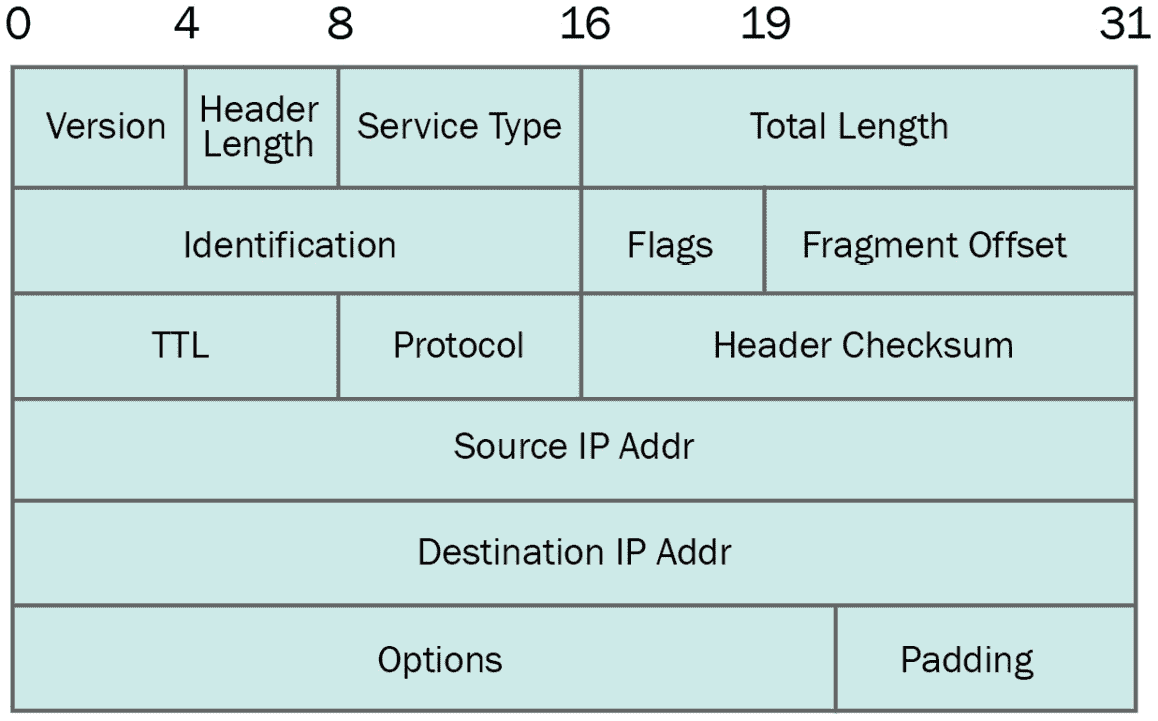 0 4 8 16 19 31
Version Header Length Service Type Total Length
Identification Flags Fragment Offset
TTL Protocol Header Checksum
Source IP Addr
Destination IP Addr
Options Padding